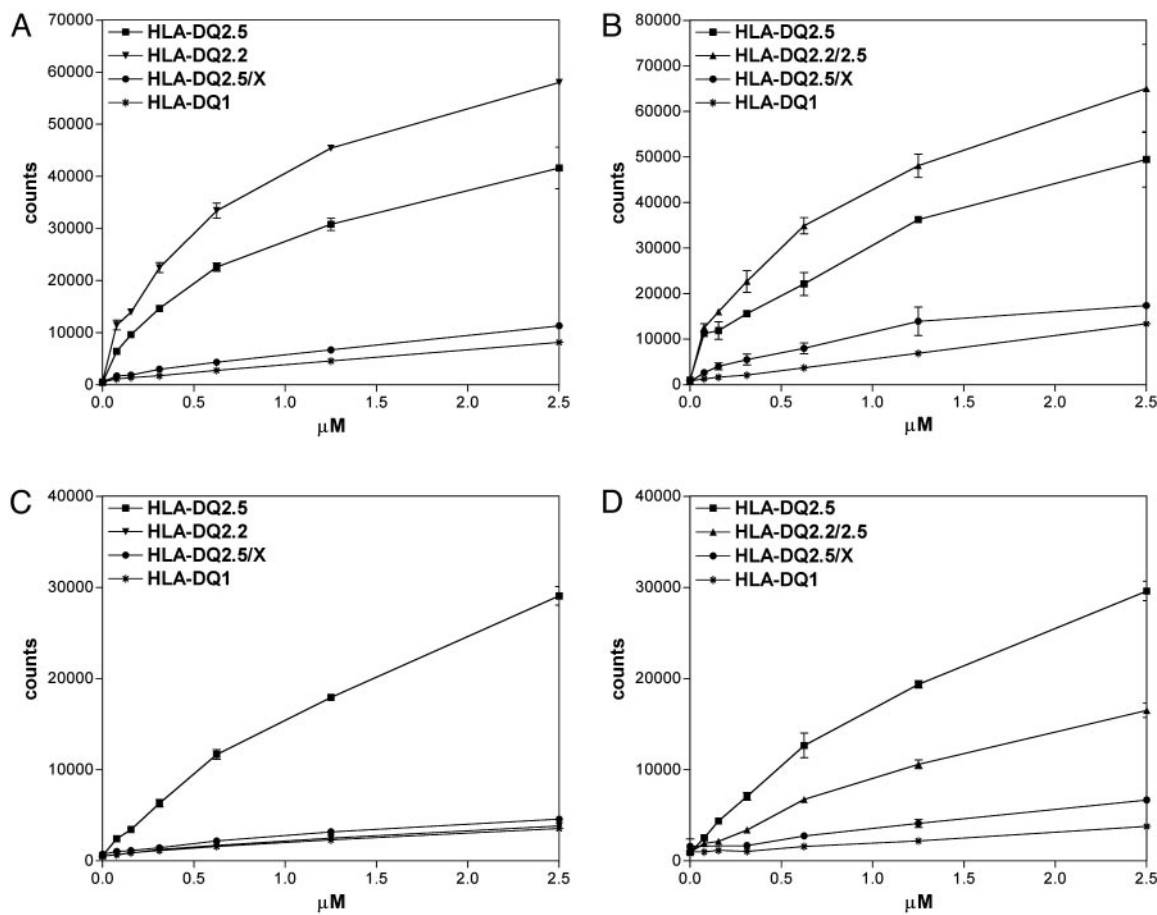 A
HLA-DQ2.5
HLA-DQ2.2
HLA-DQ2.5/X
HLA-DQ1
counts
70000
60000
50000
40000
30000
20000
10000
0
0.0 0.5 1.0 1.5 2.0 2.5
μM
B
HLA-DQ2.5
HLA-DQ2.2/2.5
HLA-DQ2.5/X
HLA-DQ1
counts
80000
70000
60000
50000
40000
30000
20000
10000
0
0.0 0.5 1.0 1.5 2.0 2.5
μM
C
HLA-DQ2.5
HLA-DQ2.2
HLA-DQ2.5/X
HLA-DQ1
counts
40000
30000
20000
10000
0
0.0 0.5 1.0 1.5 2.0 2.5
μM
D
HLA-DQ2.5
HLA-DQ2.2/2.5
HLA-DQ2.5/X
HLA-DQ1
counts
40000
30000
20000
10000
0
0.0 0.5 1.0 1.5 2.0 2.5
μM